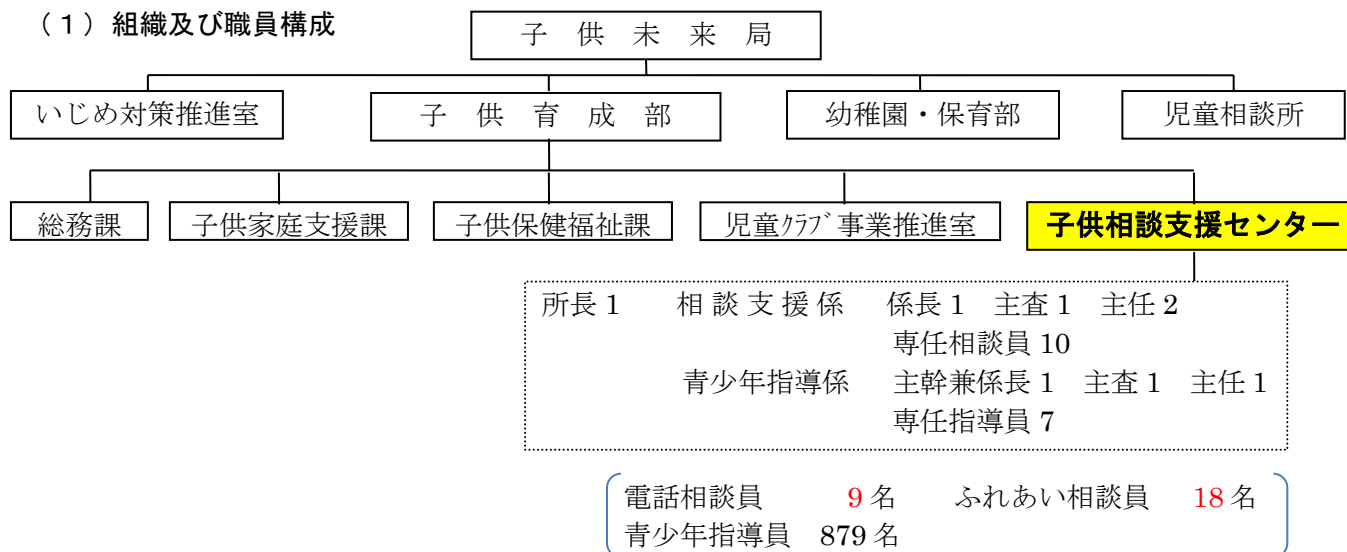 （１）組織及び職員構成
子 供 未 来 局
いじめ対策推進室　子 供 育 成 部　幼稚園・保育部　児童相談所
総務課　子供家庭支援課　子供保健福祉課　児童ｸﾗﾌﾞ事業推進室　子供相談支援センター
所長 1　相 談 支 援 係　係長 1　主査 1　主任 2
専任相談員 10
青少年指導係　主幹兼係長 1　主査 1　主任 1
専任指導員 7
電話相談員　9 名　ふれあい相談員　18 名
青少年指導員　879 名